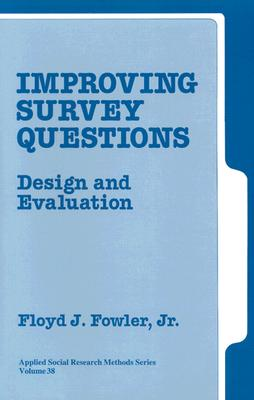 IMPROVING
SURVEY
QUESTIONS
Design and
Evaluation
Floyd J. Fowler, Jr.
Applied Social Research Methods Series
Volume 38